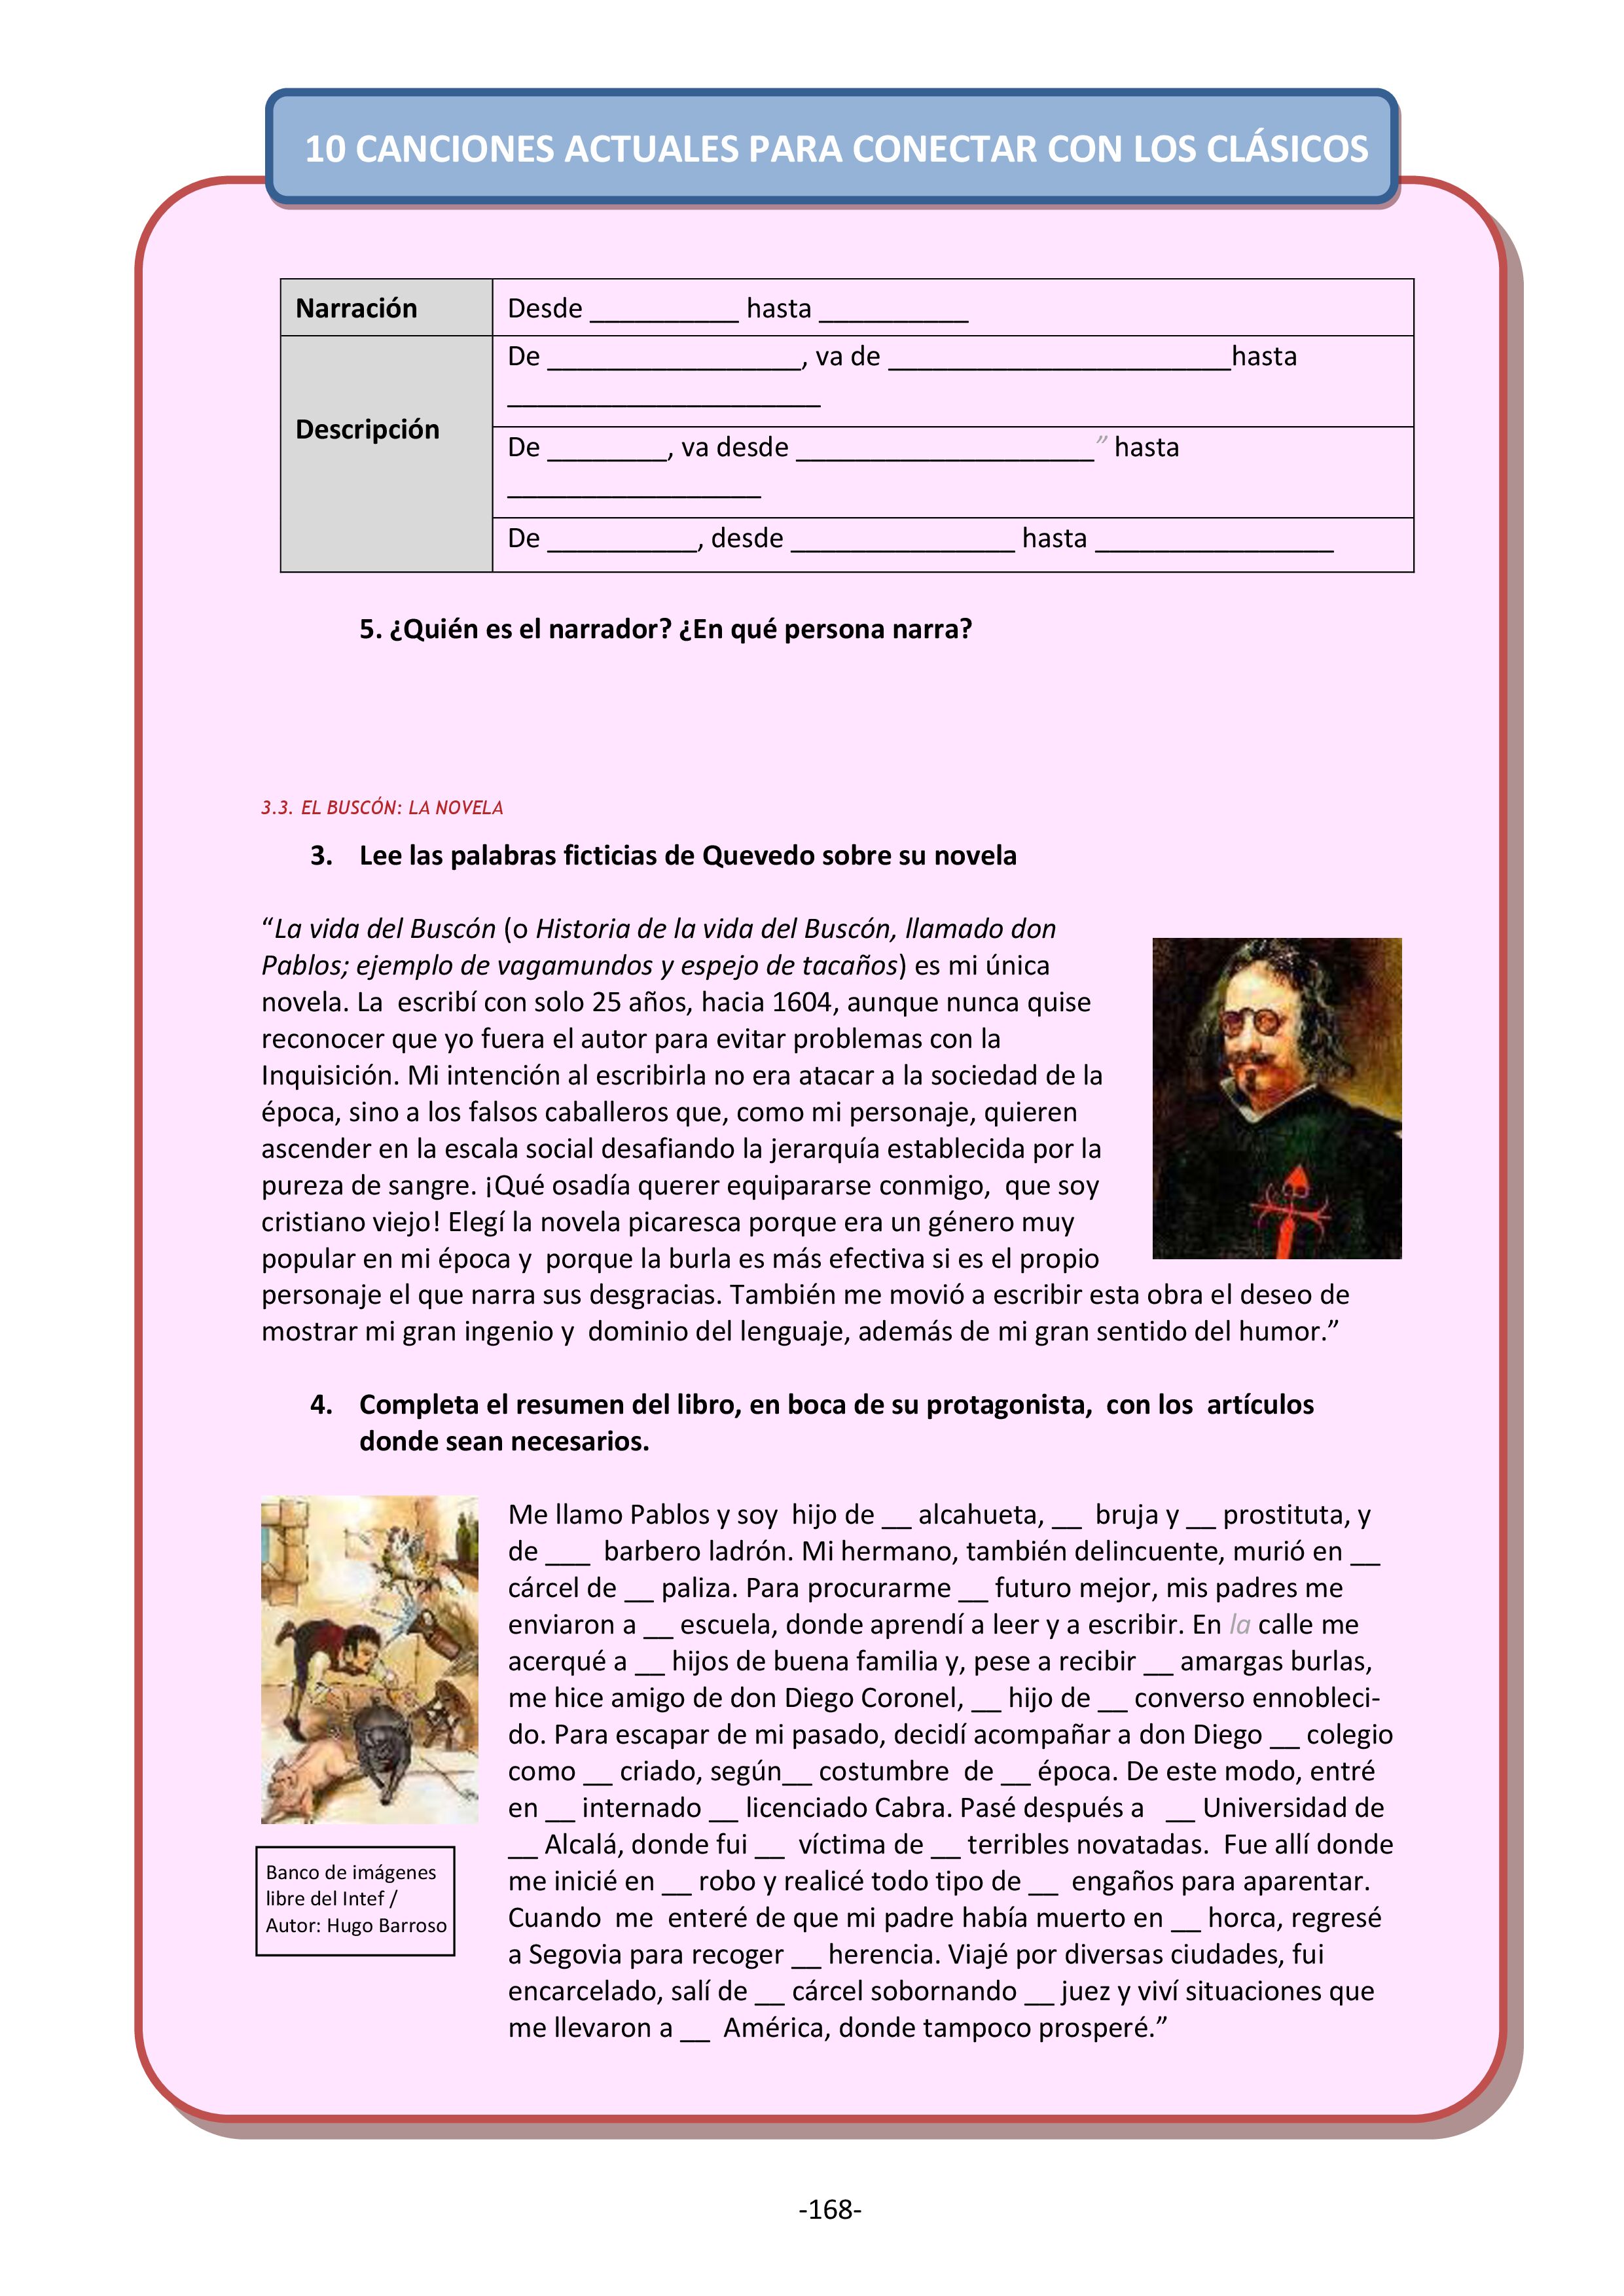 10 CANCIONES ACTUALES PARA CONECTAR CON LOS CLÁSICOS
Narración
Desde __________ hasta __________
Descripción
De _________________, va de _______________________hasta
_____________________
De ________, va desde ____________________” hasta
_________________
De __________, desde _______________ hasta ________________
5. ¿Quién es el narrador? ¿En qué persona narra?
3.3. EL BUSCÓN: LA NOVELA
3. Lee las palabras ficticias de Quevedo sobre su novela
“La vida del Buscón (o Historia de la vida del Buscón, llamado don
Pablos; ejemplo de vagamundos y espejo de tacaños) es mi única
novela. La escribí con solo 25 años, hacia 1604, aunque nunca quise
reconocer que yo fuera el autor para evitar problemas con la
Inquisición. Mi intención al escribirla no era atacar a la sociedad de la
época, sino a los falsos caballeros que, como mi personaje, quieren
ascender en la escala social desafiando la jerarquía establecida por la
pureza de sangre. ¡Qué osadía querer equipararse conmigo, que soy
cristiano viejo! Elegí la novela picaresca porque era un género muy
popular en mi época y porque la burla es más efectiva si es el propio
personaje el que narra sus desgracias. También me movió a escribir esta obra el deseo de
mostrar mi gran ingenio y dominio del lenguaje, además de mi gran sentido del humor.”
4. Completa el resumen del libro, en boca de su protagonista, con los artículos
donde sean necesarios.
Me llamo Pablos y soy hijo de __ alcahueta, __ bruja y __ prostituta, y
de ___ barbero ladrón. Mi hermano, también delincuente, murió en __
cárcel de __ paliza. Para procurarme __ futuro mejor, mis padres me
enviaron a __ escuela, donde aprendí a leer y a escribir. En la calle me
acerqué a __ hijos de buena familia y, pese a recibir __ amargas burlas,
me hice amigo de don Diego Coronel, __ hijo de __ converso ennobleci-
do. Para escapar de mi pasado, decidí acompañar a don Diego __ colegio
como __ criado, según__ costumbre de __ época. De este modo, entré
en __ internado __ licenciado Cabra. Pasé después a __ Universidad de
__ Alcalá, donde fui __ víctima de __ terribles novatadas. Fue allí donde
me inicié en __ robo y realicé todo tipo de __ engaños para aparentar.
Cuando me enteré de que mi padre había muerto en __ horca, regresé
a Segovia para recoger __ herencia. Viajé por diversas ciudades, fui
encarcelado, salí de __ cárcel sobornando __ juez y viví situaciones que
me llevaron a __ América, donde tampoco prosperé.”
Banco de imágenes
libre del Intef /
Autor: Hugo Barroso
-168-